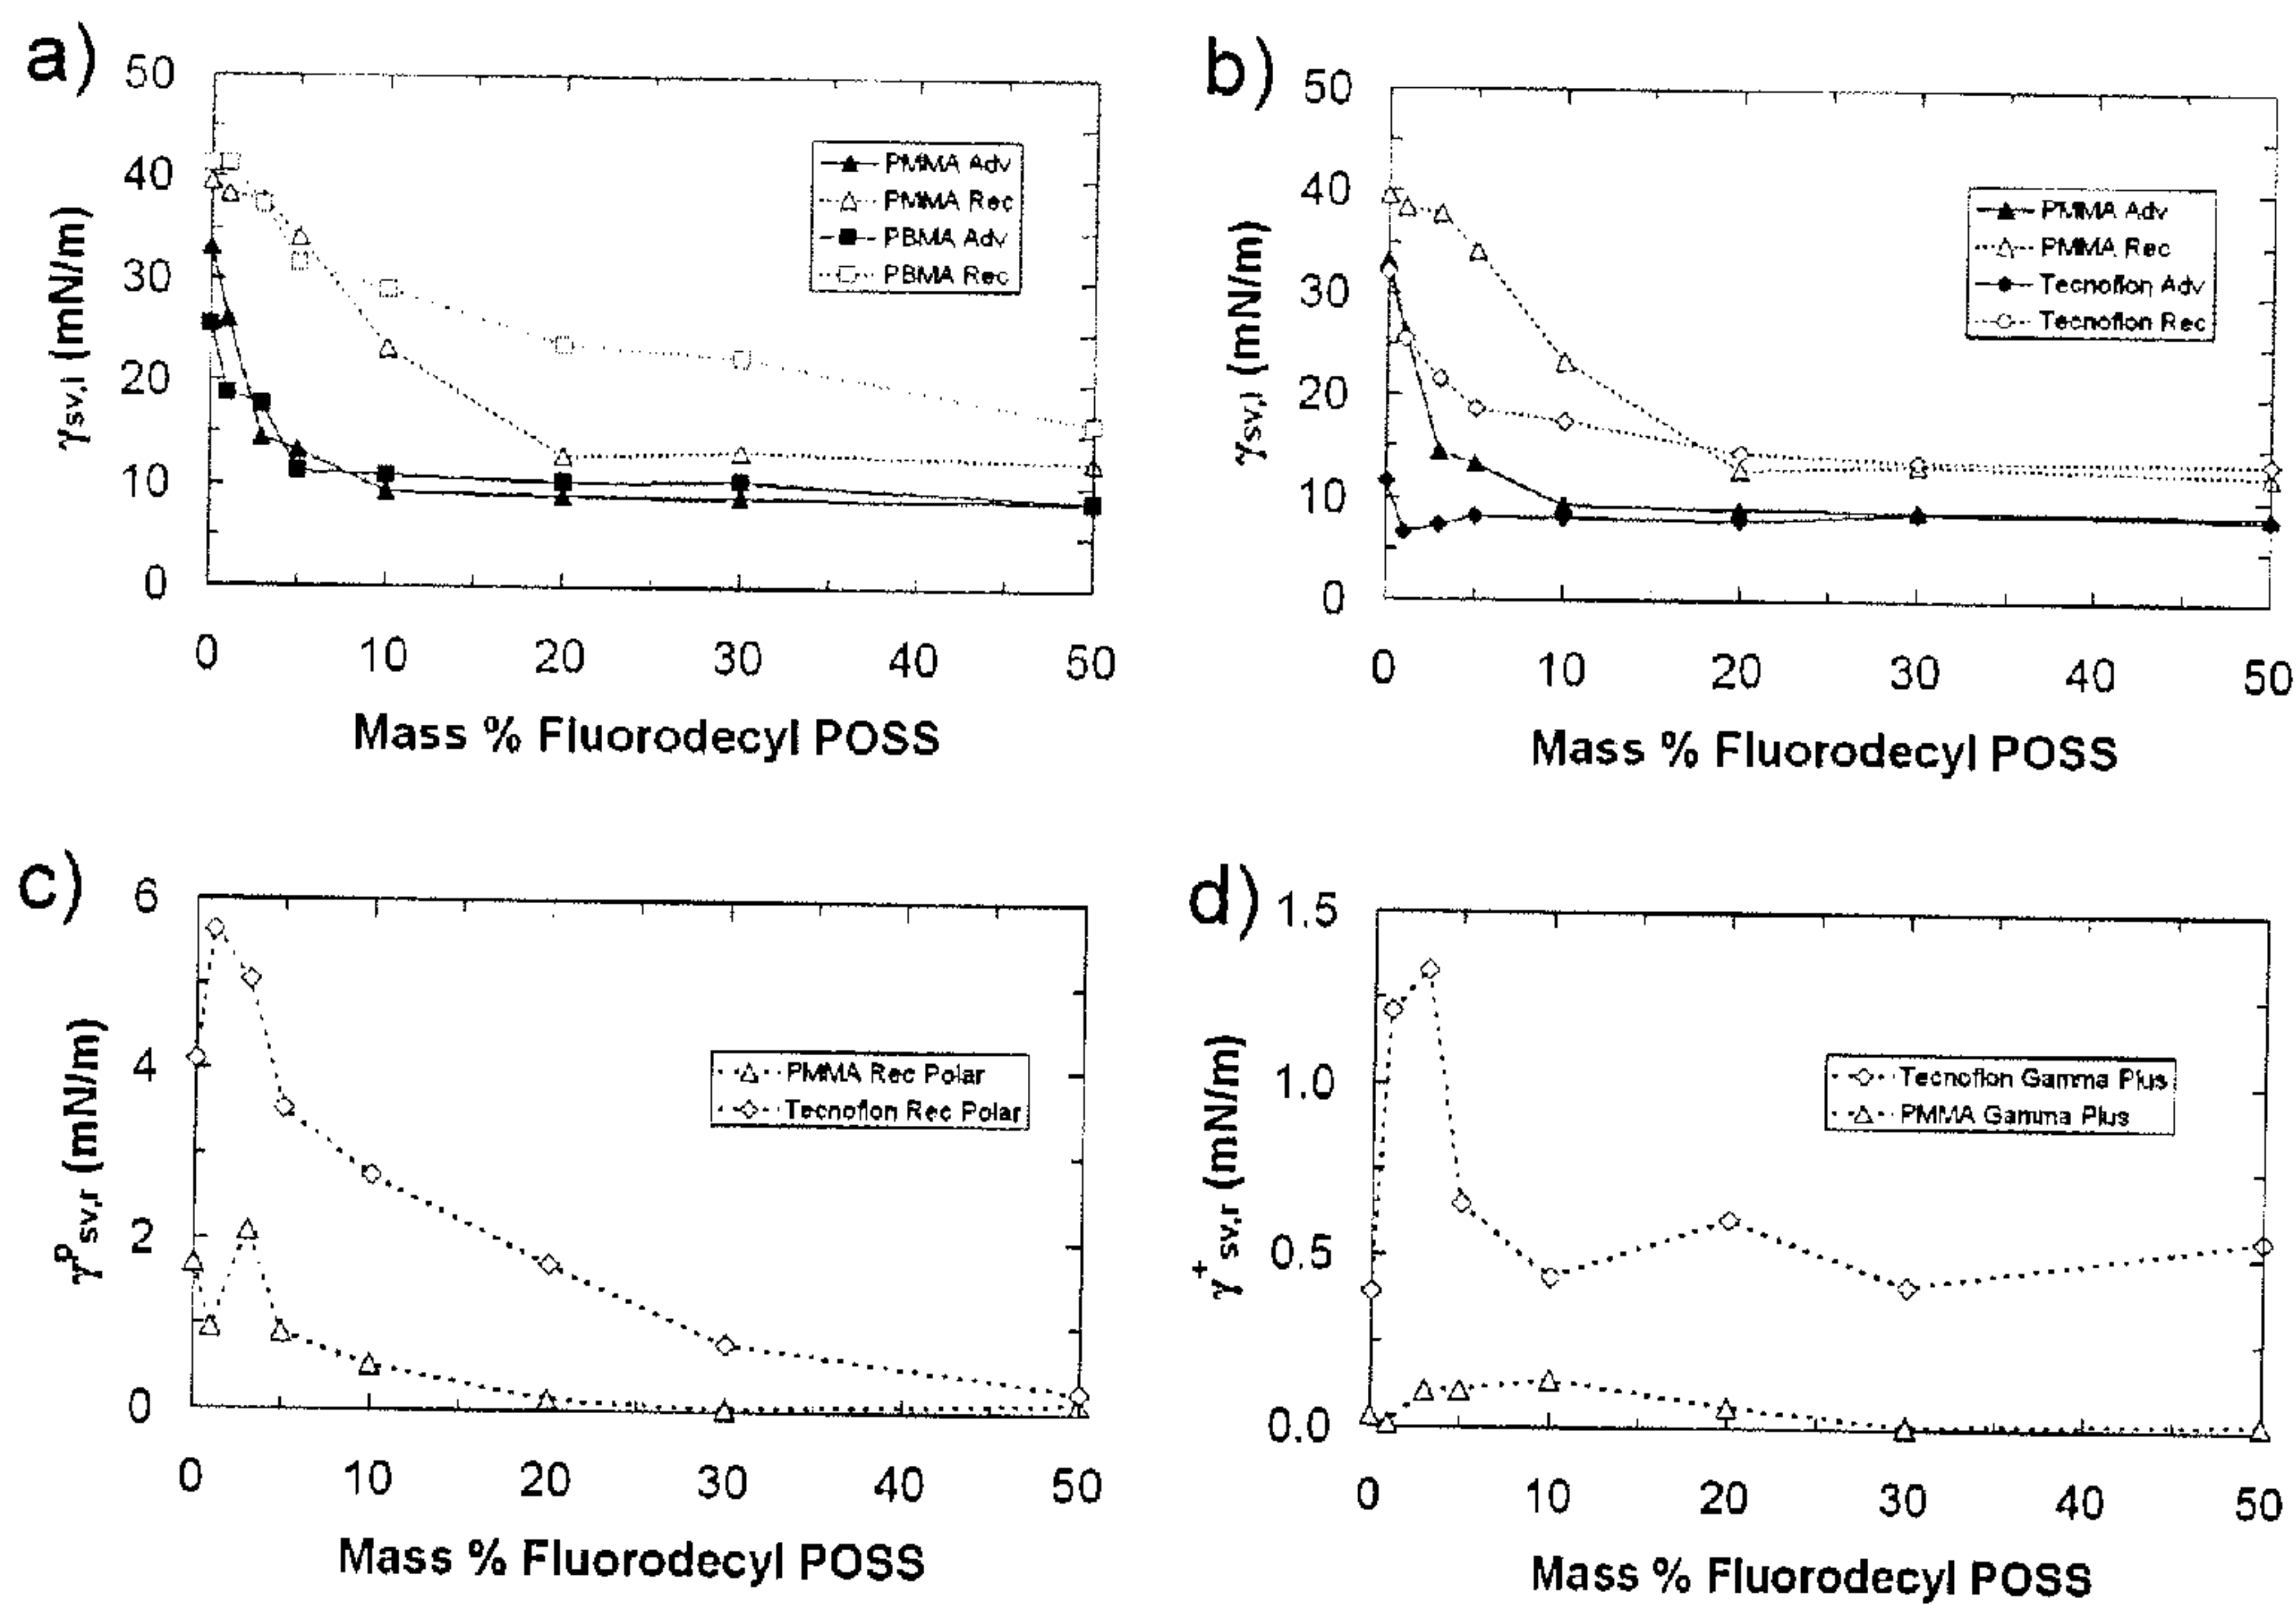 a)
50
40
30
20
10
0
γsv,i (mN/m)
PMMA Adv
PMMA Rec
PBMA Adv
PBMA Rec
0 10 20 30 40 50
Mass % Fluorodecyl POSS
b)
50
40
30
20
10
0
γsv,i (mN/m)
PMMA Adv
PMMA Rec
Tecnoflon Adv
Tecnoflon Rec
0 10 20 30 40 50
Mass % Fluorodecyl POSS
c)
6
4
2
0
γᵖsv,r (mN/m)
PMMA Rec Polar
Tecnoflon Rec Polar
0 10 20 30 40 50
Mass % Fluorodecyl POSS
d)
1.5
1.0
0.5
0.0
γ⁺sv,r (mN/m)
Tecnoflon Gamma Plus
PMMA Gamma Plus
0 10 20 30 40 50
Mass % Fluorodecyl POSS